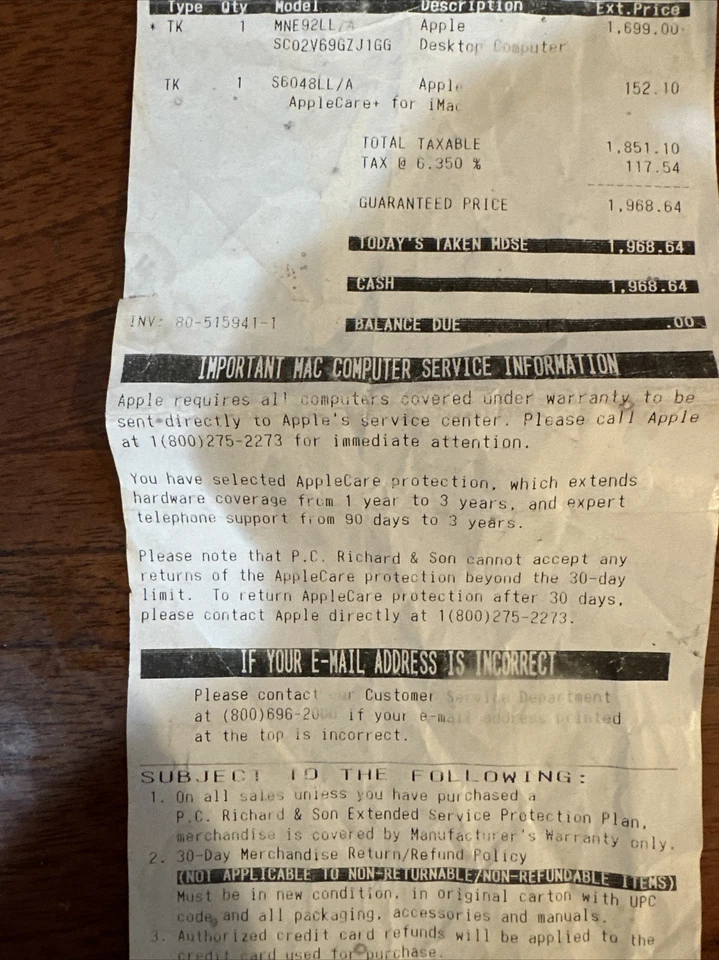 Type Qty Model Description Ext.Price
* TK 1 MNE92LL/A Apple 1,699.00
SC02V69GZJ1GG Desktop Computer
TK 1 S6048LL/A Apple 152.10
AppleCare+ for iMac
TOTAL TAXABLE 1,851.10
TAX @ 6.350 % 117.54
GUARANTEED PRICE 1,968.64
TODAY'S TAKEN MDSE 1,968.64
CASH 1,968.64
INV: 80-515941-1 BALANCE DUE .00
IMPORTANT MAC COMPUTER SERVICE INFORMATION
Apple requires all computers covered under warranty to be
sent directly to Apple's service center. Please call Apple
at 1(800)275-2273 for immediate attention.
You have selected AppleCare protection, which extends
hardware coverage from 1 year to 3 years, and expert
telephone support from 90 days to 3 years.
Please note that P.C. Richard & Son cannot accept any
returns of the AppleCare protection beyond the 30-day
limit. To return AppleCare protection after 30 days,
please contact Apple directly at 1(800)275-2273.
IF YOUR E-MAIL ADDRESS IS INCORRECT
Please contact our Customer Service Department
at if your e-mail address printed
at the top is incorrect.
SUBJECT TO THE FOLLOWING:
1. On all sales unless you have purchased a
P.C. Richard & Son Extended Service Protection Plan,
merchandise is covered by Manufacturer's Warranty only.
2. 30-Day Merchandise Return/Refund Policy
(NOT APPLICABLE TO NON-RETURNABLE/NON-REFUNDABLE ITEMS)
Must be in new condition, in original carton with UPC
code, and all packaging, accessories and manuals.
3. Authorized credit card refunds will be applied to the
credit card used for purchase.